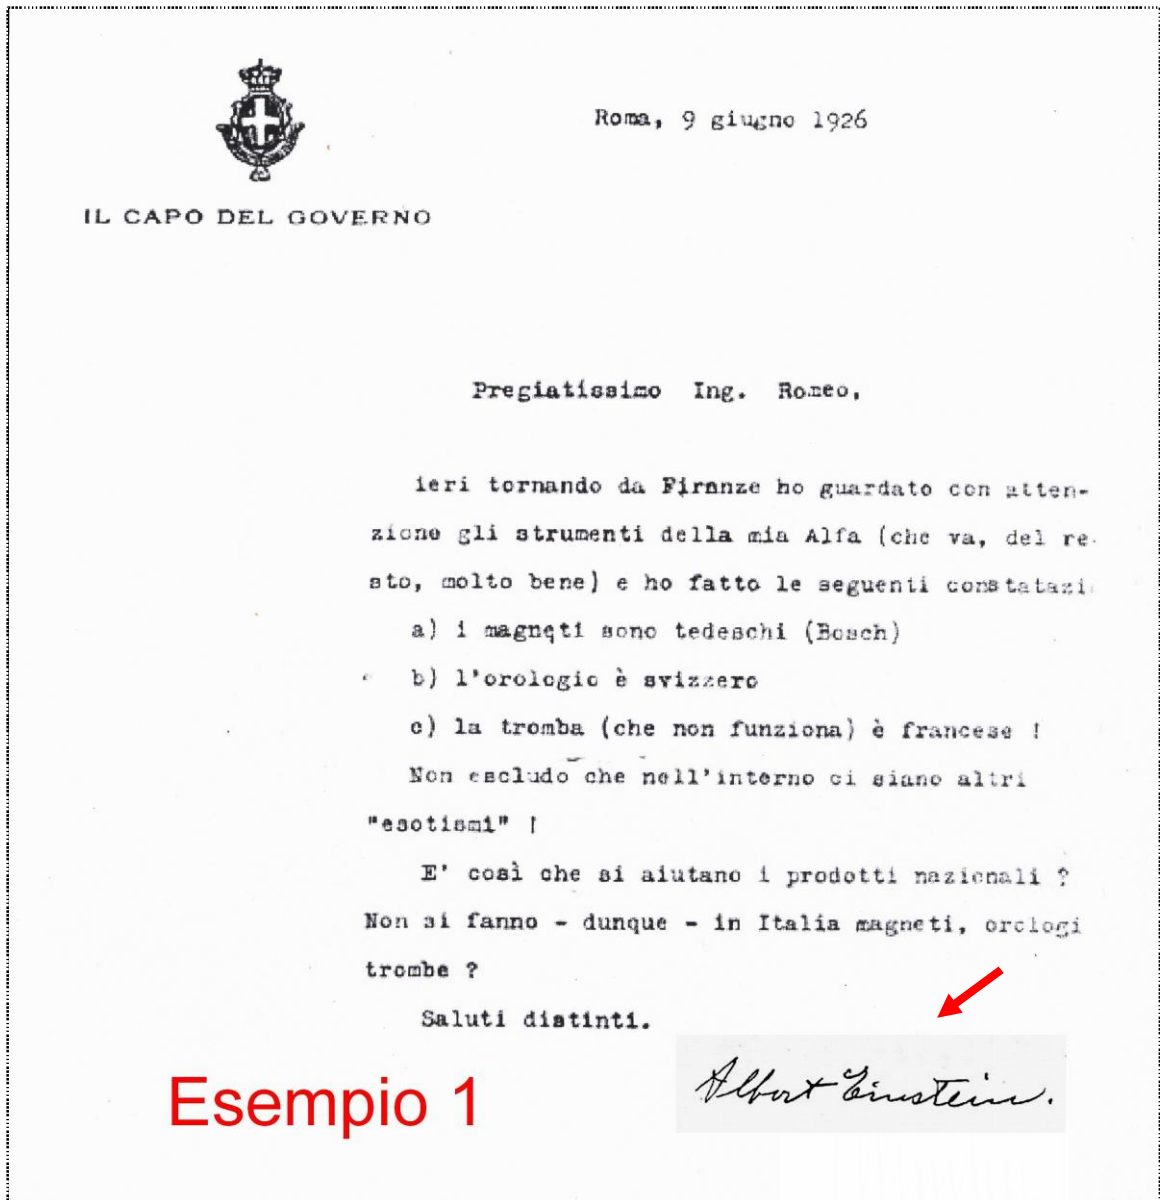 Roma, 9 giugno 1926
IL CAPO DEL GOVERNO
Pregiatissimo Ing. Romeo,
ieri tornando da Firenze ho guardato con atten-
zione gli strumenti della mia Alfa (che va, del re-
sto, molto bene) e ho fatto le seguenti constatazi
a) i magneti sono tedeschi (Bosch)
b) l'orologio è svizzero
c) la tromba (che non funziona) è francese !
Non escludo che nell'interno ci siano altri
"esotismi" !
E' così che si aiutano i prodotti nazionali ?
Non si fanno - dunque - in Italia magneti, orologi
trombe ?
Saluti distinti.
Albert Einstein.
Esempio 1